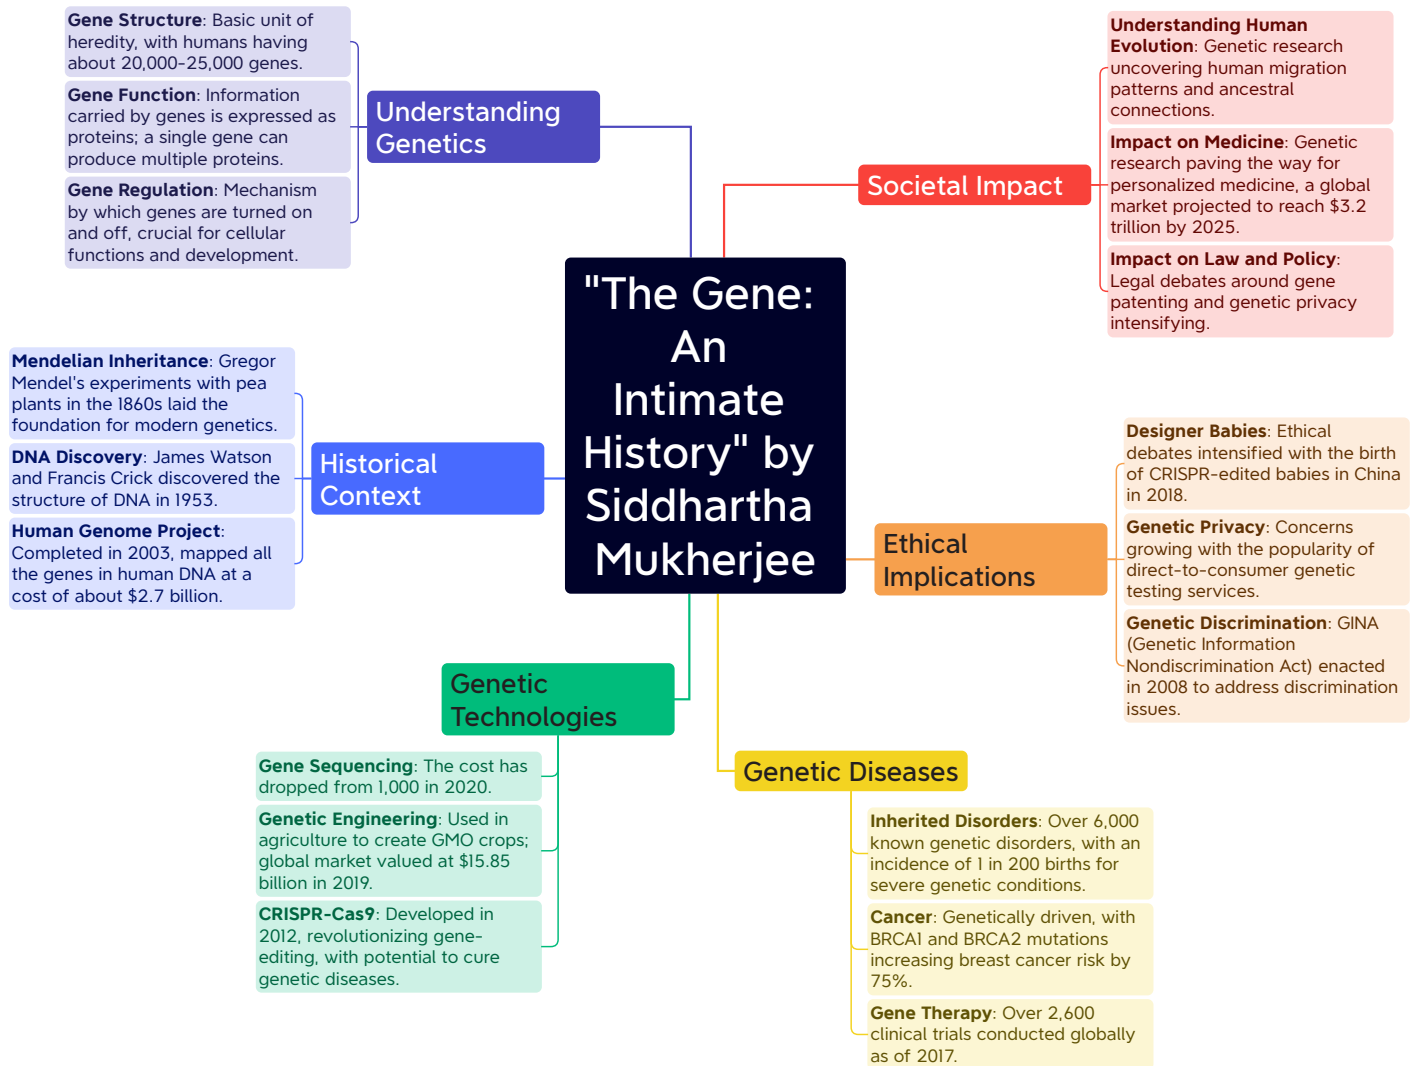 "The Gene:
An
Intimate
History" by
Siddhartha
Mukherjee
Understanding
Genetics
Gene Structure: Basic unit of
heredity, with humans having
about 20,000-25,000 genes.
Gene Function: Information
carried by genes is expressed as
proteins; a single gene can
produce multiple proteins.
Gene Regulation: Mechanism
by which genes are turned on
and off, crucial for cellular
functions and development.
Historical
Context
Mendelian Inheritance: Gregor
Mendel's experiments with pea
plants in the 1860s laid the
foundation for modern genetics.
DNA Discovery: James Watson
and Francis Crick discovered the
structure of DNA in 1953.
Human Genome Project:
Completed in 2003, mapped all
the genes in human DNA at a
cost of about $2.7 billion.
Genetic
Technologies
Gene Sequencing: The cost has
dropped from 1,000 in 2020.
Genetic Engineering: Used in
agriculture to create GMO crops;
global market valued at $15.85
billion in 2019.
CRISPR-Cas9: Developed in
2012, revolutionizing gene-
editing, with potential to cure
genetic diseases.
Societal Impact
Understanding Human
Evolution: Genetic research
uncovering human migration
patterns and ancestral
connections.
Impact on Medicine: Genetic
research paving the way for
personalized medicine, a global
market projected to reach $3.2
trillion by 2025.
Impact on Law and Policy:
Legal debates around gene
patenting and genetic privacy
intensifying.
Ethical
Implications
Designer Babies: Ethical
debates intensified with the birth
of CRISPR-edited babies in China
in 2018.
Genetic Privacy: Concerns
growing with the popularity of
direct-to-consumer genetic
testing services.
Genetic Discrimination: GINA
(Genetic Information
Nondiscrimination Act) enacted
in 2008 to address discrimination
issues.
Genetic Diseases
Inherited Disorders: Over 6,000
known genetic disorders, with an
incidence of 1 in 200 births for
severe genetic conditions.
Cancer: Genetically driven, with
BRCA1 and BRCA2 mutations
increasing breast cancer risk by
75%.
Gene Therapy: Over 2,600
clinical trials conducted globally
as of 2017.